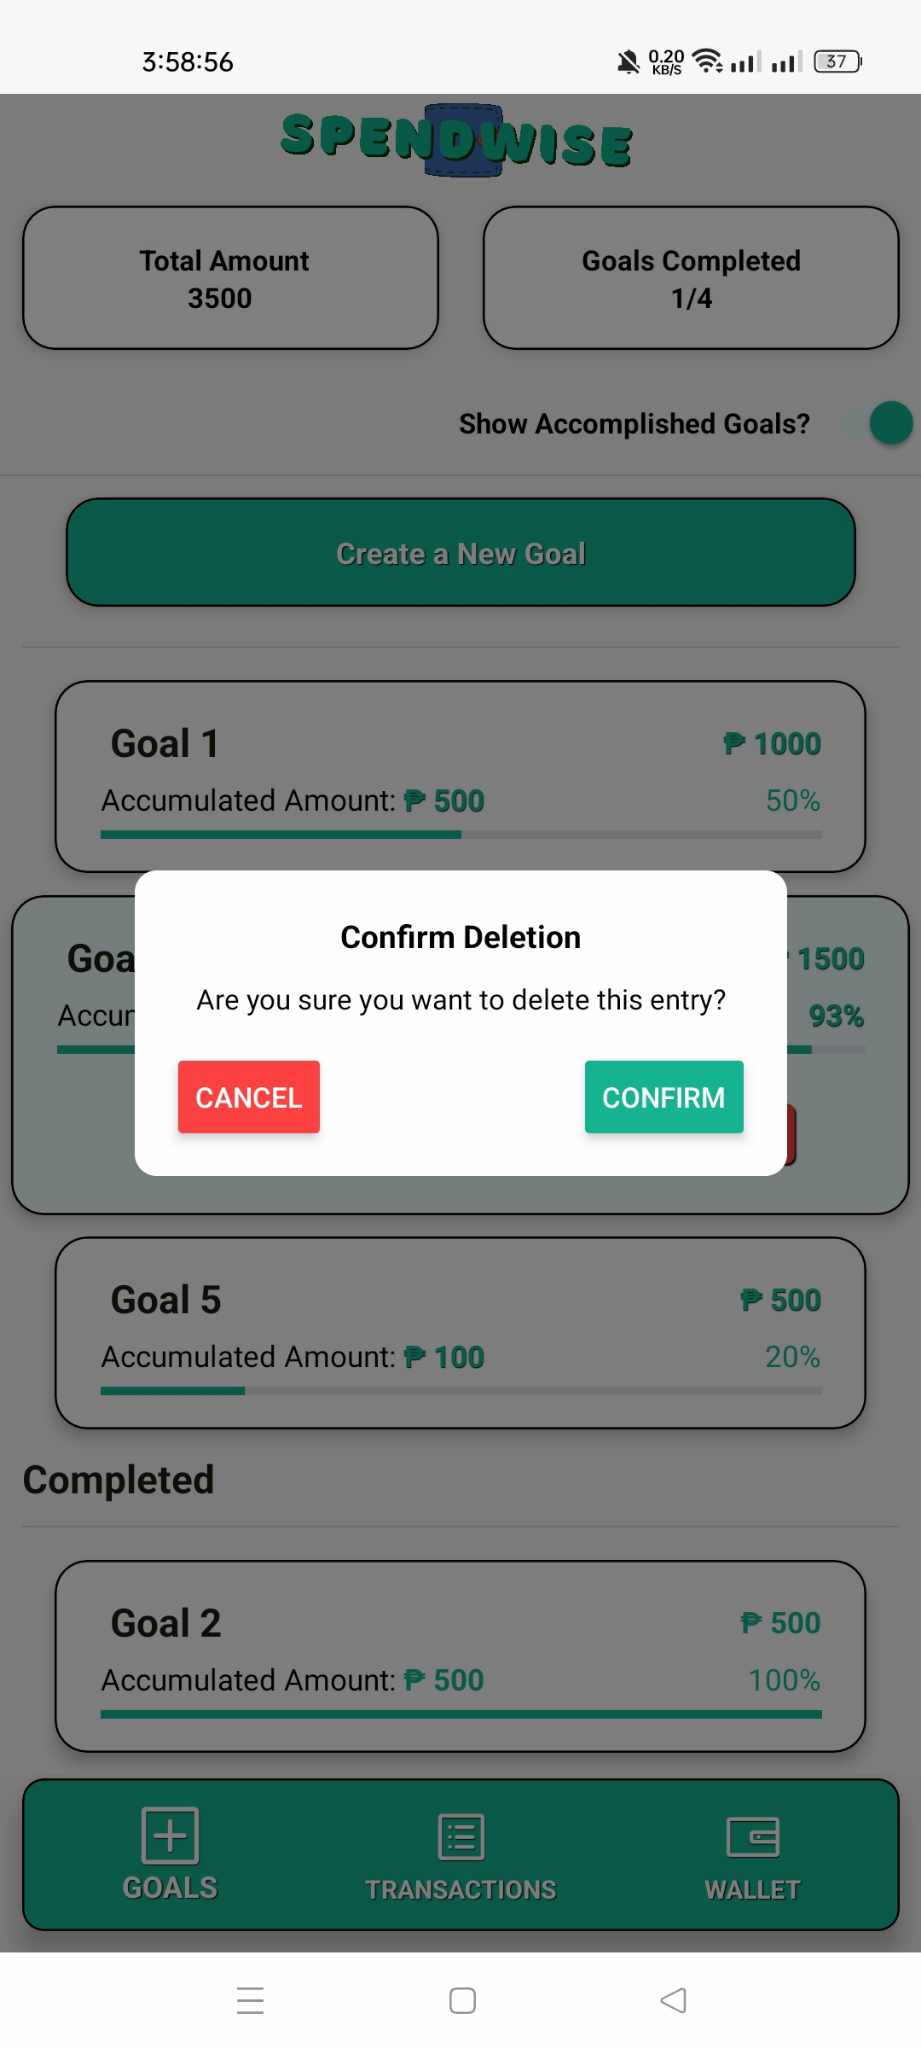 3:58:56
0.20
KB/S
37
SPENDWISE
Total Amount
3500
Goals Completed
1/4
Show Accomplished Goals?
Create a New Goal
Goal 1 ₱ 1000
Accumulated Amount: ₱ 500 50%
Goa 1500
Accur 93%
Confirm Deletion
Are you sure you want to delete this entry?
CANCEL CONFIRM
Goal 5 ₱ 500
Accumulated Amount: ₱ 100 20%
Completed
Goal 2 ₱ 500
Accumulated Amount: ₱ 500 100%
GOALS TRANSACTIONS WALLET